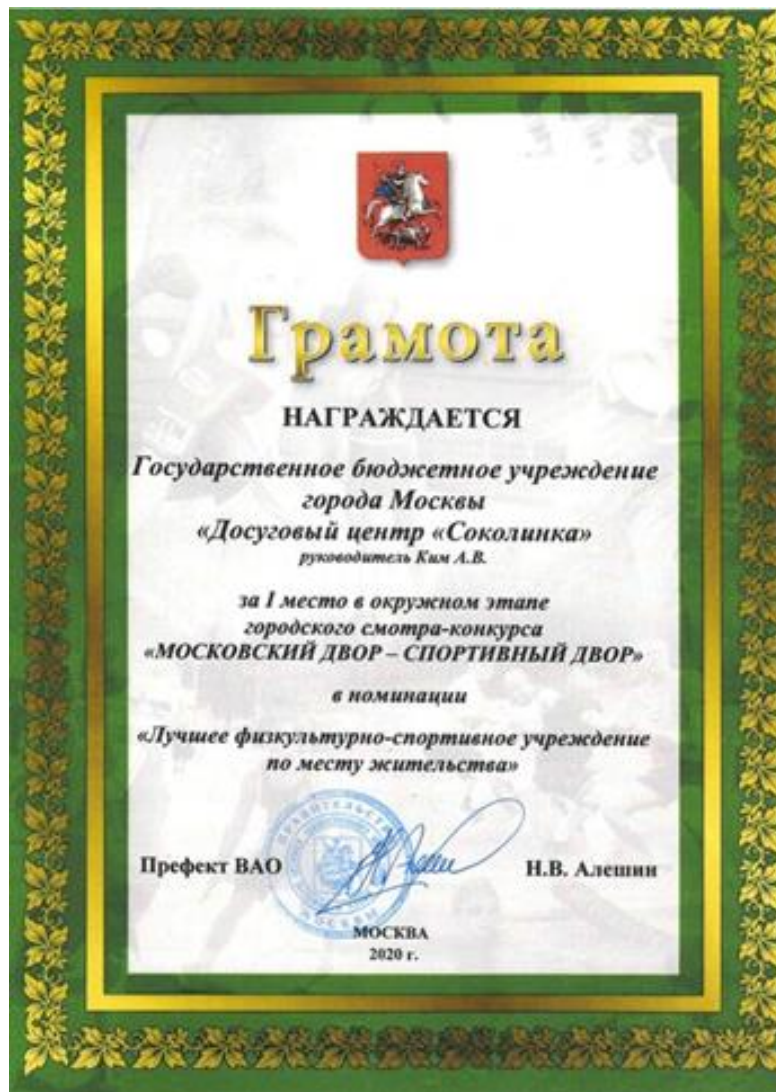 Грамота
НАГРАЖДАЕТСЯ
Государственное бюджетное учреждение
города Москвы
«Досуговый центр «Соколинка»
руководитель Ким А.В.
за I место в окружном этапе
городского смотра-конкурса
«МОСКОВСКИЙ ДВОР – СПОРТИВНЫЙ ДВОР»
в номинации
«Лучшее физкультурно-спортивное учреждение
по месту жительства»
Префект ВАО
Н.В. Алешин
МОСКВА
2020 г.